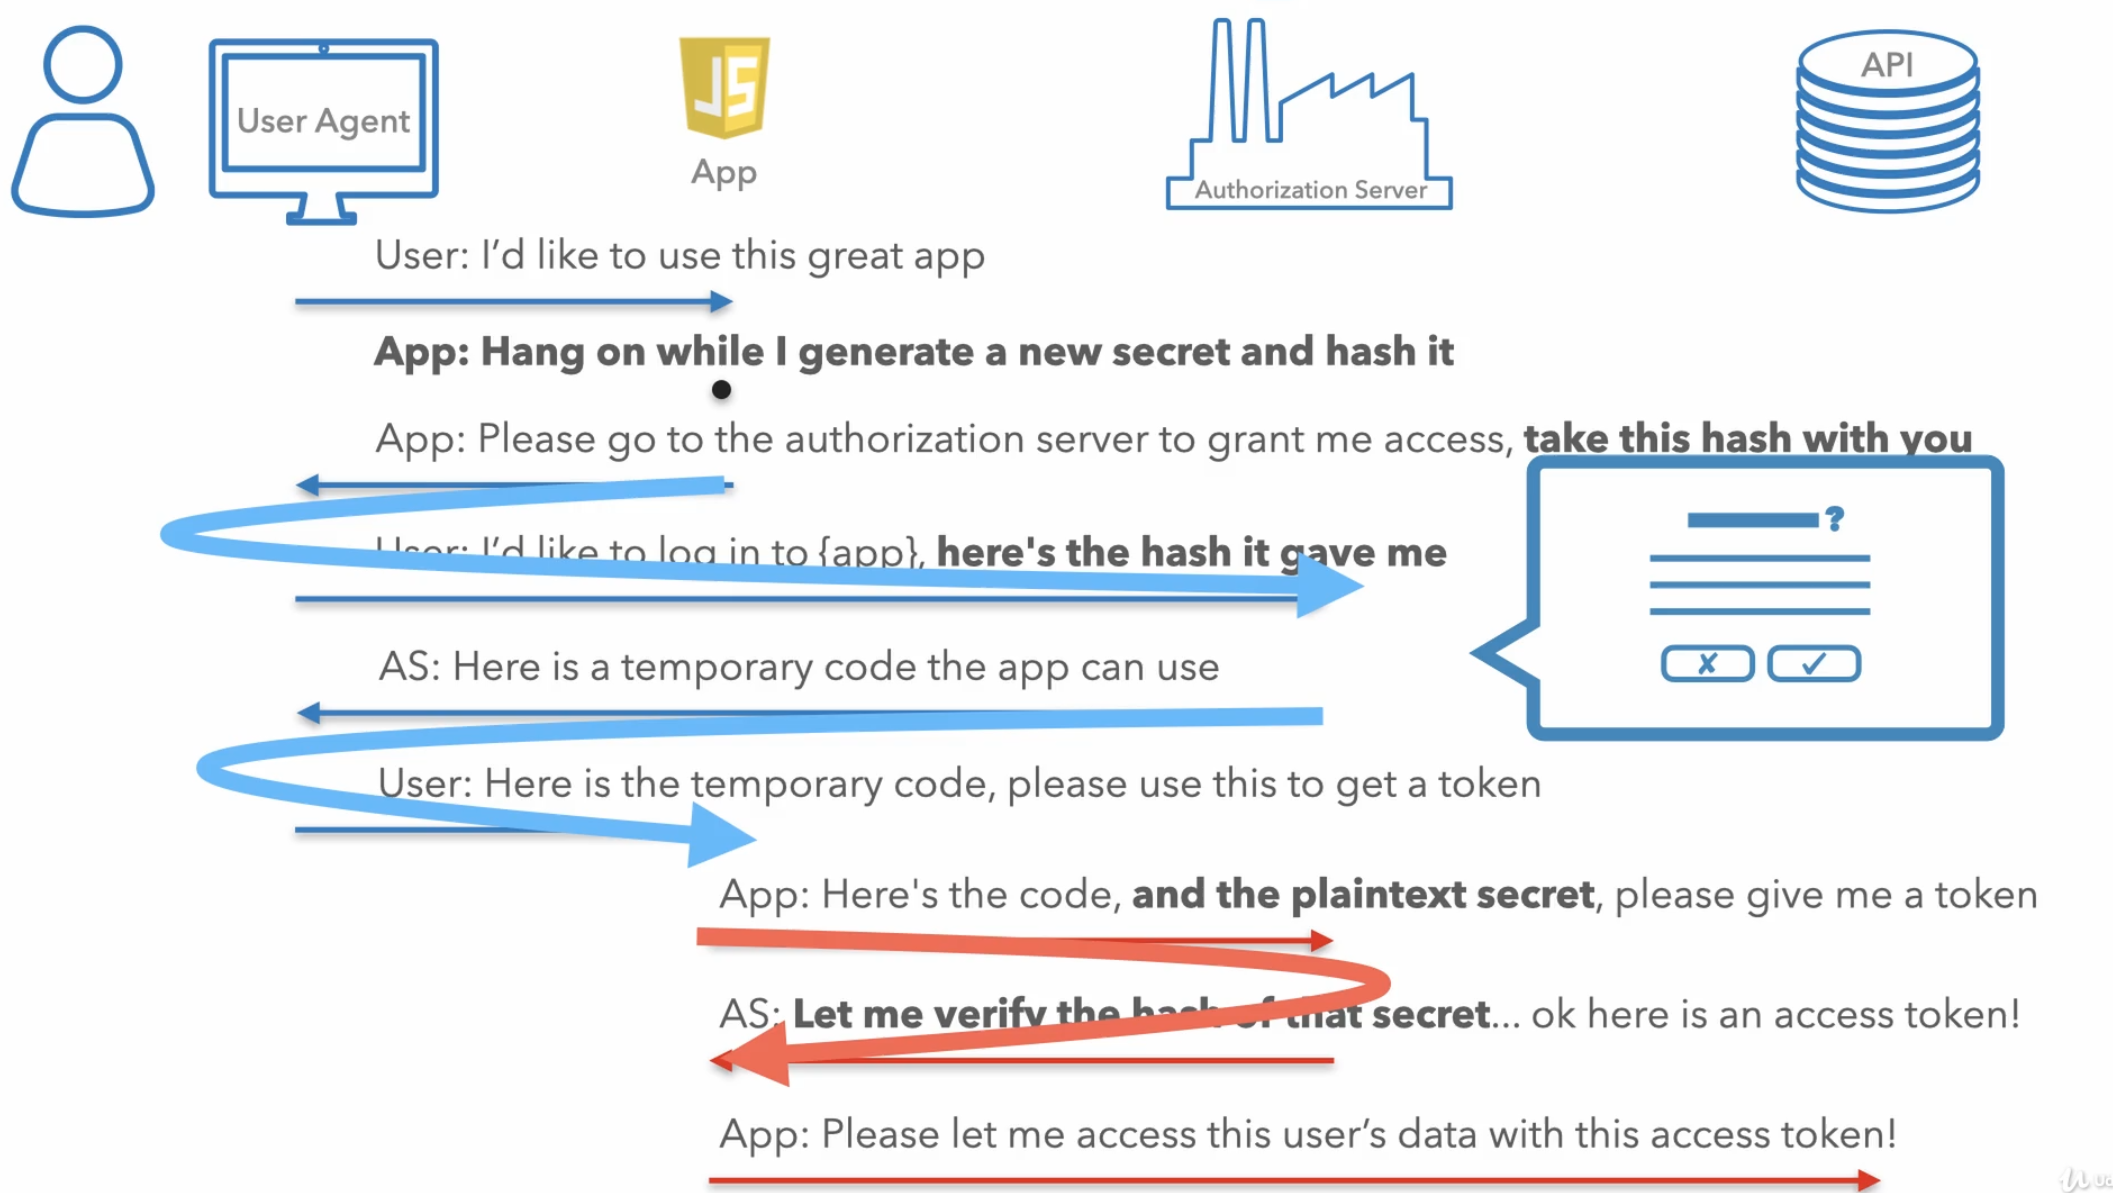 User Agent
JS
App
Authorization Server
API
User: I’d like to use this great app
App: Hang on while I generate a new secret and hash it
App: Please go to the authorization server to grant me access, take this hash with you
?
User: I’d like to log in to {app}, here's the hash it gave me
AS: Here is a temporary code the app can use
User: Here is the temporary code, please use this to get a token
App: Here's the code, and the plaintext secret, please give me a token
AS: Let me verify the hash of that secret... ok here is an access token!
App: Please let me access this user’s data with this access token!